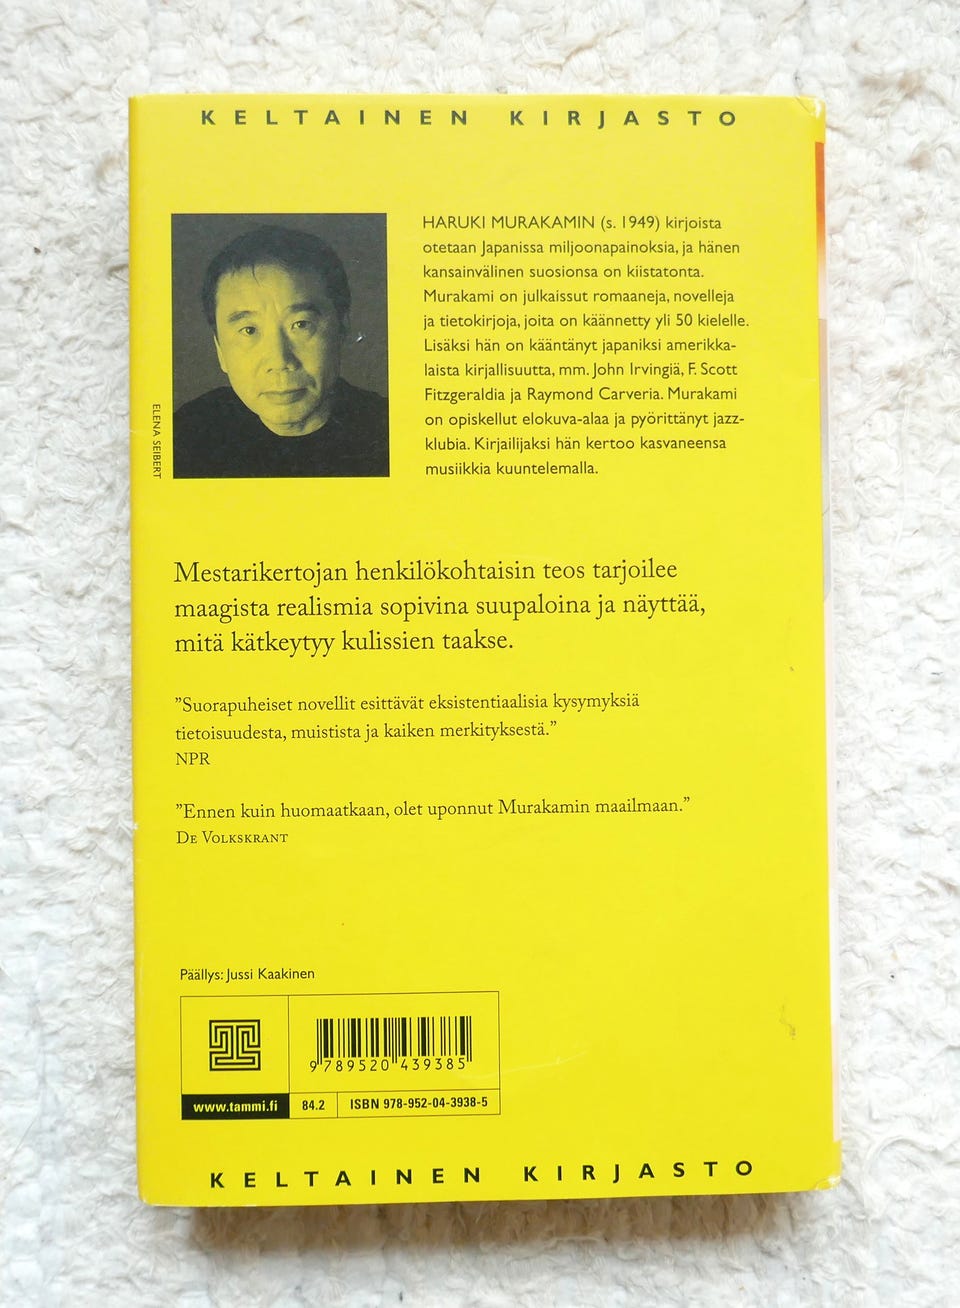 KELTAINEN KIRJASTO
HARUKI MURAKAMIN (s. 1949) kirjoista
otetaan Japanissa miljoonapainoksia, ja hänen
kansainvälinen suosionsa on kiistatonta.
Murakami on julkaissut romaaneja, novelleja
ja tietokirjoja, joita on käännetty yli 50 kielelle.
Lisäksi hän on kääntänyt japaniksi amerikka-
laista kirjallisuutta, mm. John Irvingiä, F. Scott
Fitzgeraldia ja Raymond Carveria. Murakami
on opiskellut elokuva-alaa ja pyörittänyt jazz-
klubia. Kirjailijaksi hän kertoo kasvaneensa
musiikkia kuuntelemalla.
ELENA SEIBERT
Mestarikertojan henkilökohtaisin teos tarjoilee
maagista realismia sopivina suupaloina ja näyttää,
mitä kätkeytyy kulissien taakse.
”Suorapuheiset novellit esittävät eksistentiaalisia kysymyksiä
tietoisuudesta, muistista ja kaiken merkityksestä.”
NPR
”Ennen kuin huomaatkaan, olet uponnut Murakamin maailmaan.”
DE VOLKSKRANT
Päällys: Jussi Kaakinen
9 789520 439385
www.tammi.fi 84.2 ISBN 978-952-04-3938-5
KELTAINEN KIRJASTO